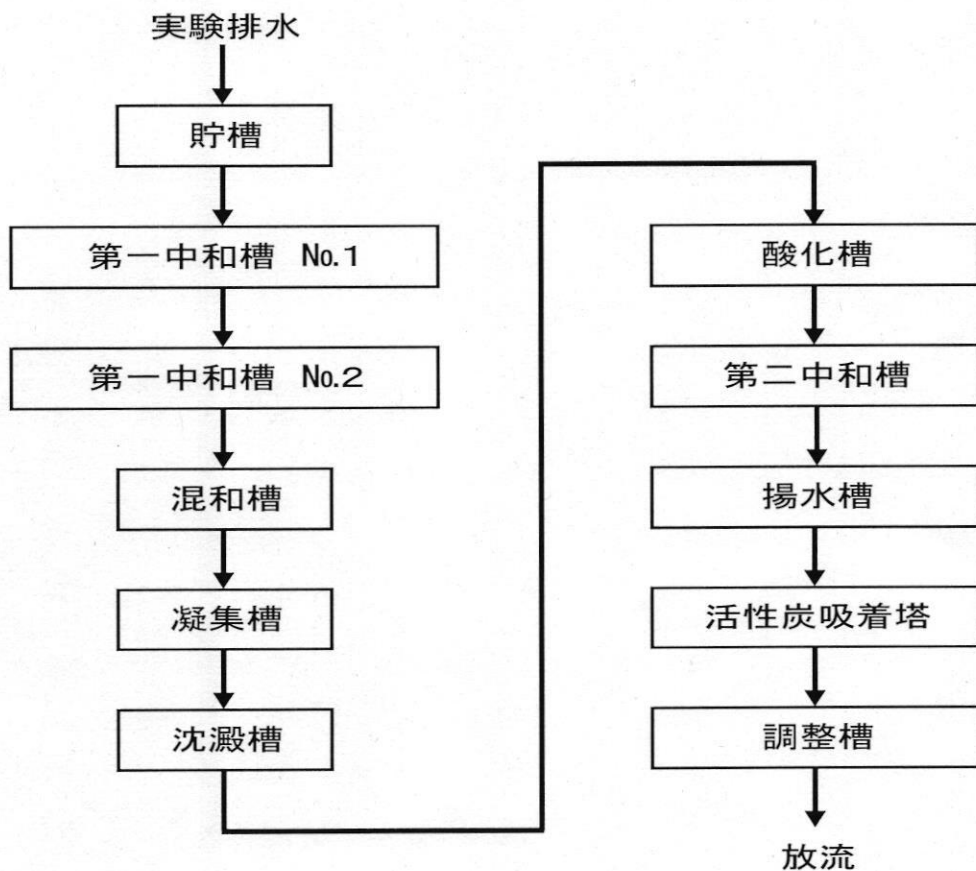 実験排水
貯槽
第一中和槽 No.1
第一中和槽 No.2
混和槽
凝集槽
沈澱槽
酸化槽
第二中和槽
揚水槽
活性炭吸着塔
調整槽
放流